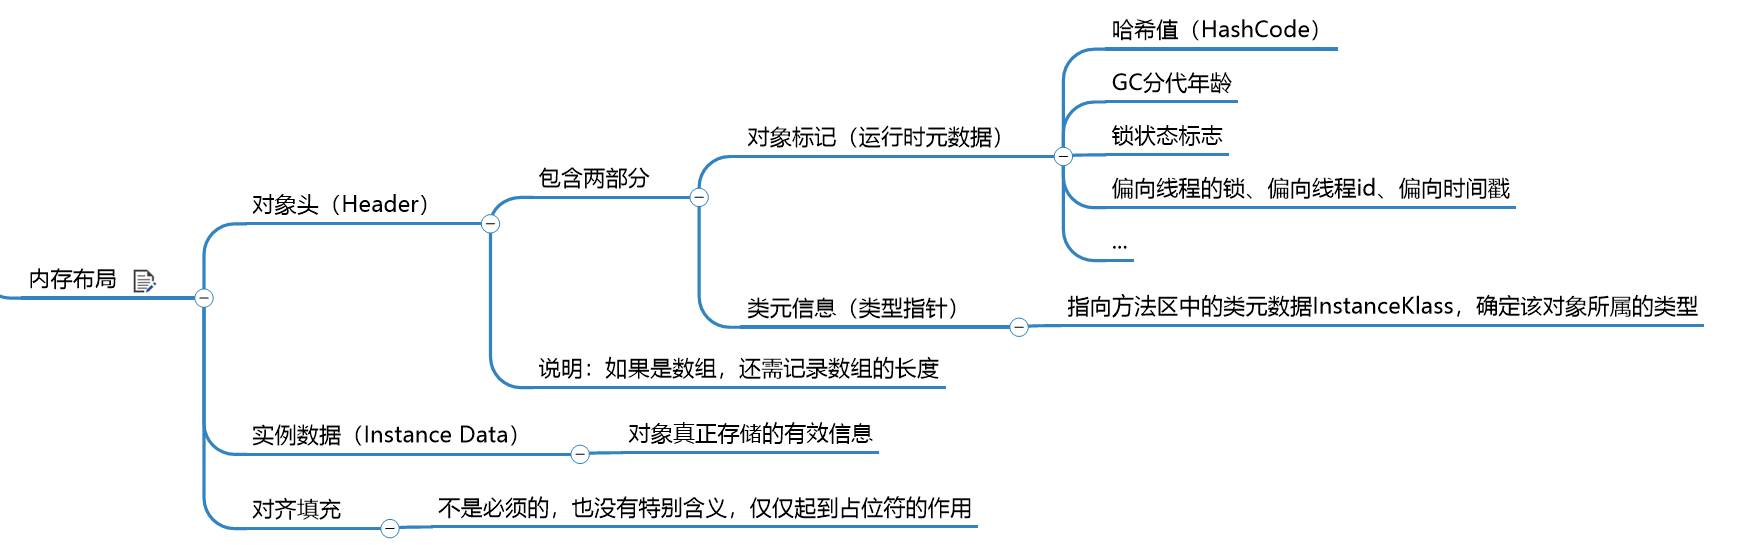 内存布局
对象头（Header）
包含两部分
对象标记（运行时元数据）
哈希值（HashCode）
GC分代年龄
锁状态标志
偏向线程的锁、偏向线程id、偏向时间戳
...
类元信息（类型指针）
指向方法区中的类元数据InstanceKlass，确定该对象所属的类型
说明：如果是数组，还需记录数组的长度
实例数据（Instance Data）
对象真正存储的有效信息
对齐填充
不是必须的，也没有特别含义，仅仅起到占位符的作用